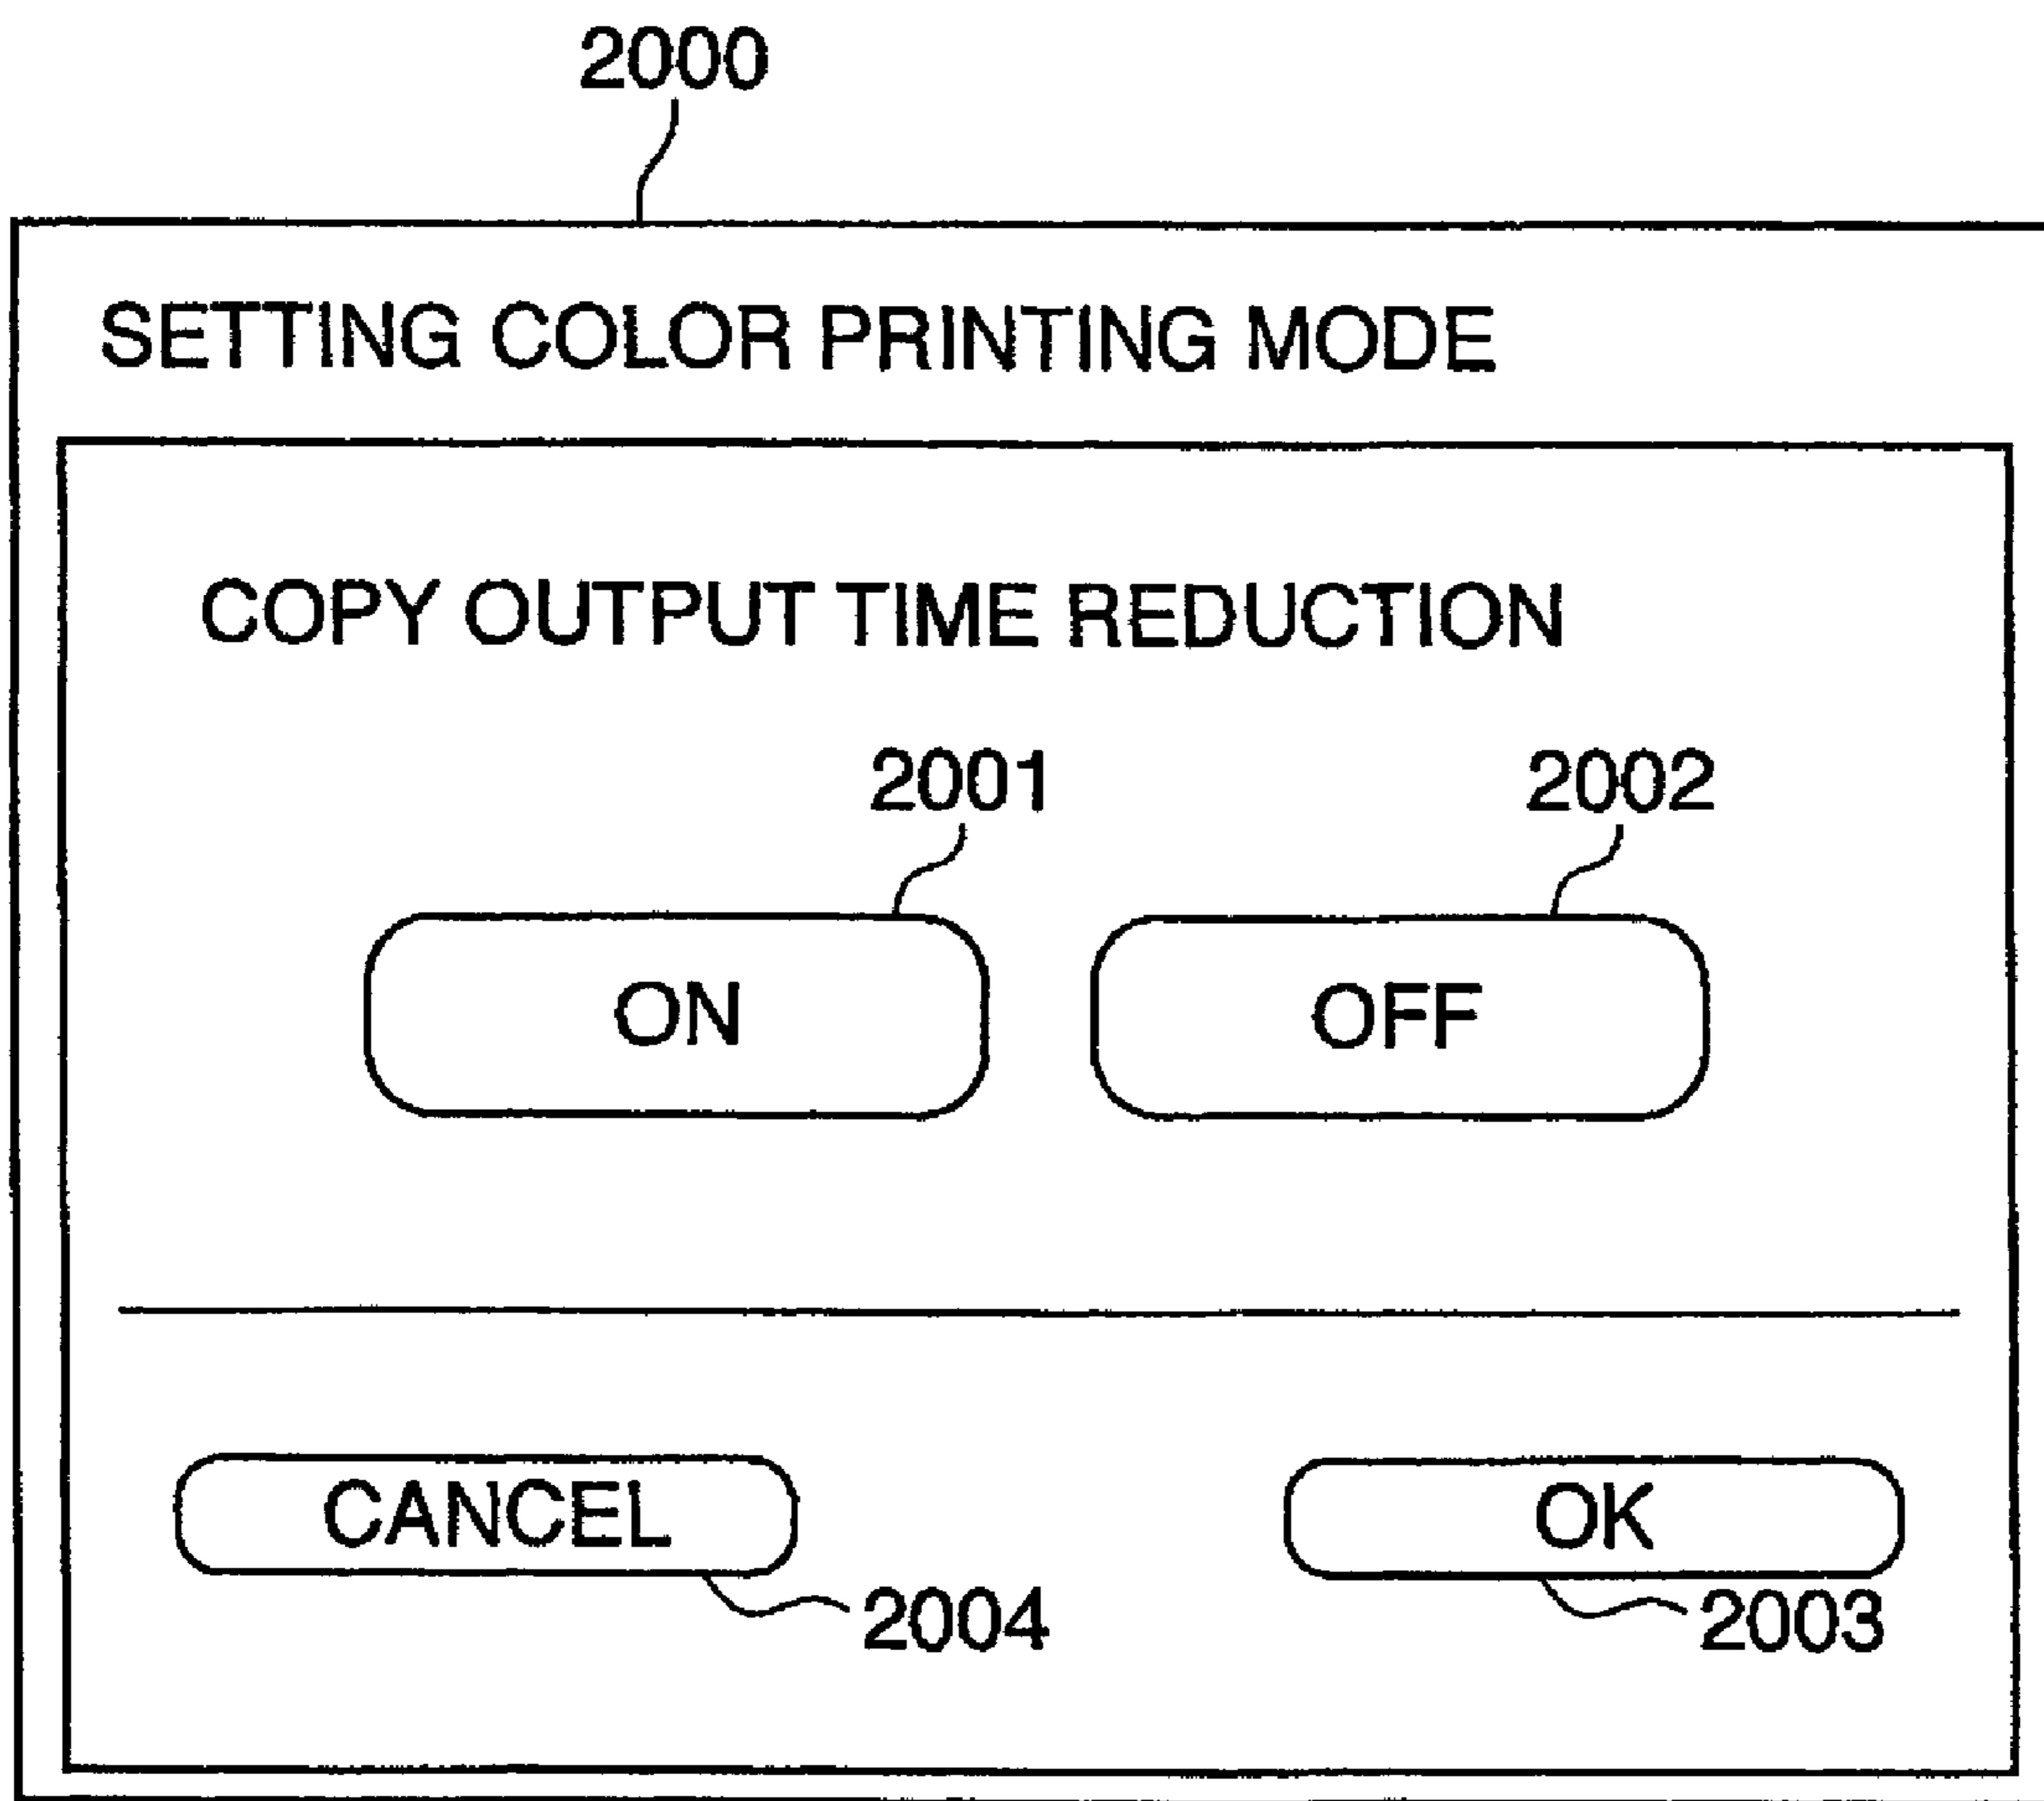 2000
SETTING COLOR PRINTING MODE
COPY OUTPUT TIME REDUCTION
2001 2002
ON OFF
CANCEL OK
2004 2003